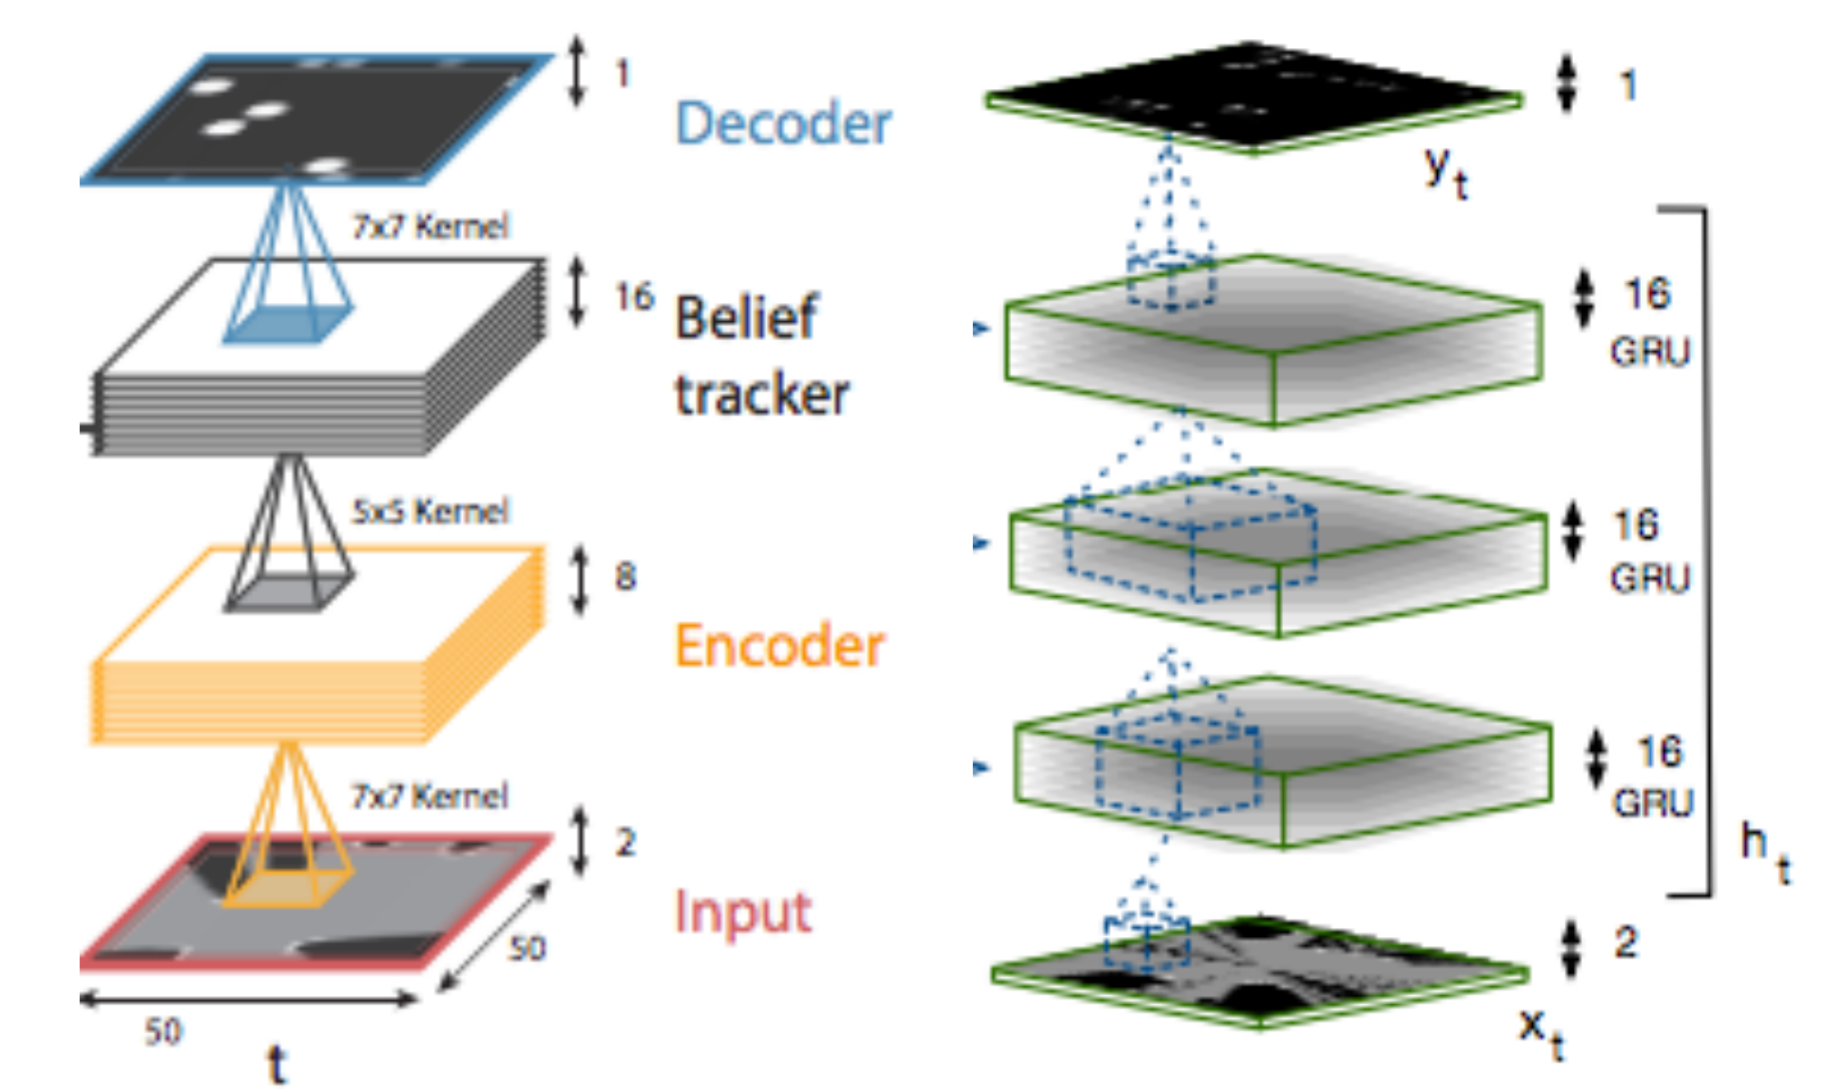 1
Decoder
7x7 Kernel
16
Belief
tracker
5x5 Kernel
8
Encoder
7x7 Kernel
2
Input
50
50
t
1
y t
16
GRU
16
GRU
16
GRU
h t
2
x t